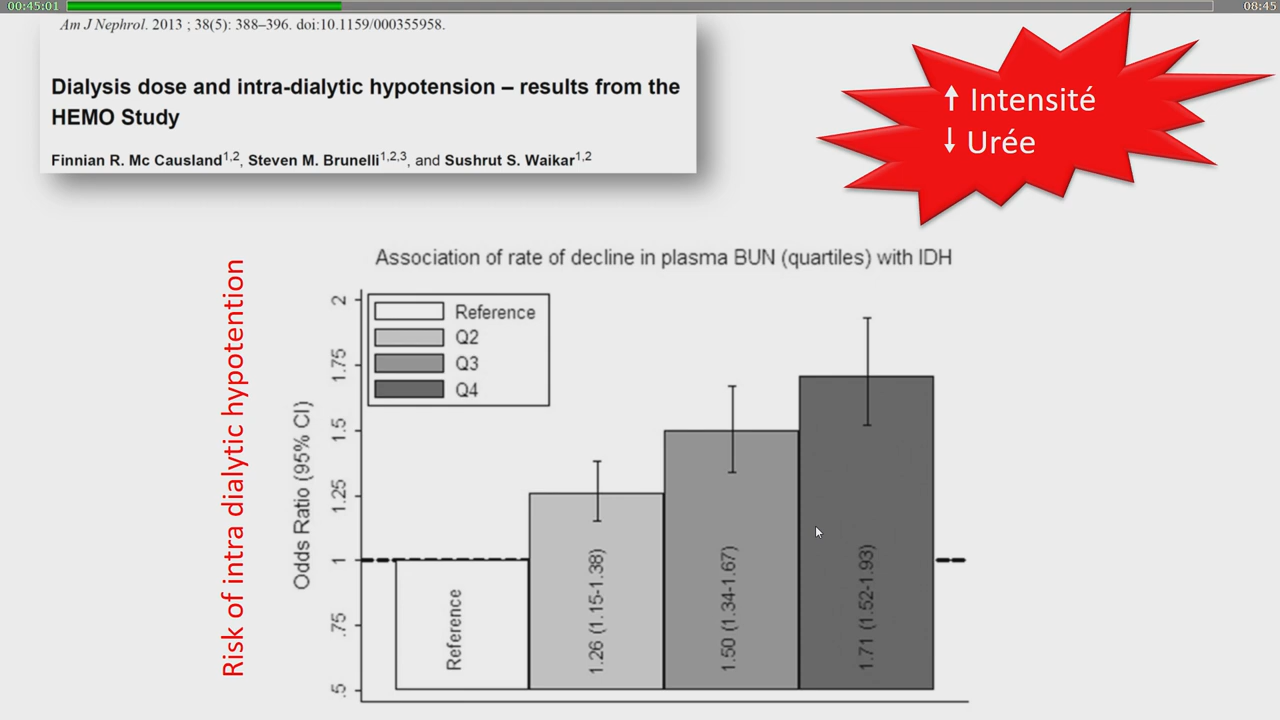 00:45:01
08:45
Am J Nephrol. 2013 ; 38(5): 388–396. doi:10.1159/000355958.
Dialysis dose and intra-dialytic hypotension – results from the
HEMO Study
Finnian R. Mc Causland1,2, Steven M. Brunelli1,2,3, and Sushrut S. Waikar1,2
↑ Intensité
↓ Urée
Risk of intra dialytic hypotention
Association of rate of decline in plasma BUN (quartiles) with IDH
Reference
Q2
Q3
Q4
Odds Ratio (95% CI)
2
1.75
1.5
1.25
1
.75
.5
Reference
1.26 (1.15-1.38)
1.50 (1.34-1.67)
1.71 (1.52-1.93)